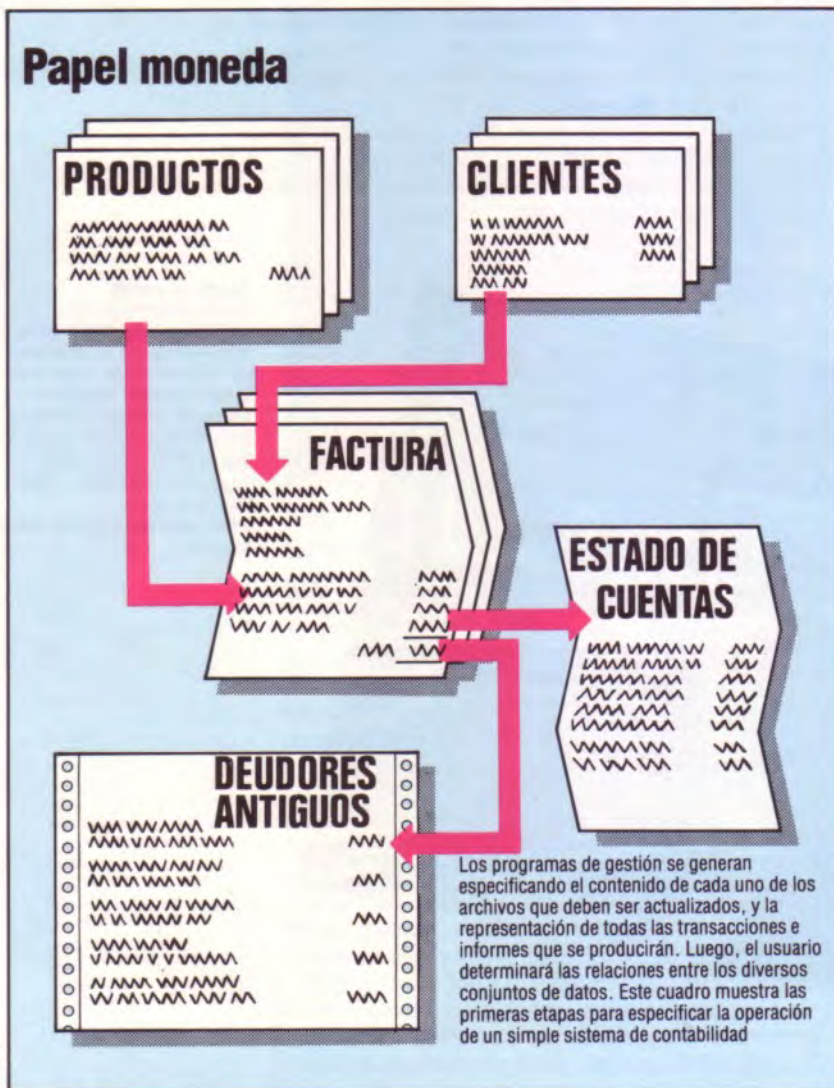 Papel moneda
PRODUCTOS
CLIENTES
FACTURA
ESTADO DE
CUENTAS
DEUDORES
ANTIGUOS
Los programas de gestión se generan
especificando el contenido de cada uno de los
archivos que deben ser actualizados, y la
representación de todas las transacciones e
informes que se producirán. Luego, el usuario
determinará las relaciones entre los diversos
conjuntos de datos. Este cuadro muestra las
primeras etapas para especificar la operación
de un simple sistema de contabilidad